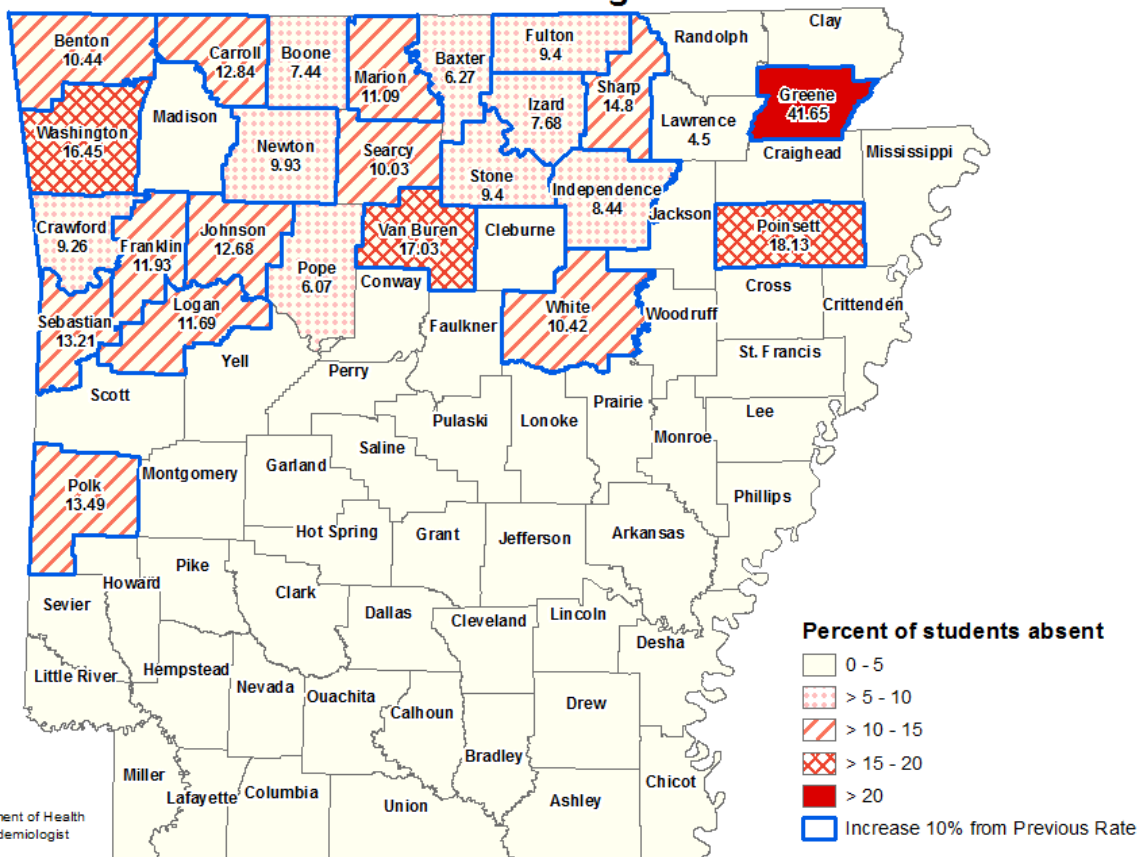 Benton
10.44
Carroll
12.84
Boone
7.44
Marion
11.09
Baxter
6.27
Fulton
9.4
Sharp
14.8
Randolph
Clay
Greene
41.65
Izard
7.68
Lawrence
4.5
Washington
16.45
Madison
Newton
9.93
Searcy
10.03
Stone
9.4
Independence
8.44
Craighead
Mississippi
Jackson
Poinsett
18.13
Crawford
9.26
Franklin
11.93
Johnson
12.68
Pope
6.07
Van Buren
17.03
Cleburne
Conway
Cross
Crittenden
Sebastian
13.21
Logan
11.69
Faulkner
White
10.42
Woodruff
Yell
Perry
St. Francis
Scott
Pulaski
Lonoke
Prairie
Monroe
Lee
Polk
13.49
Montgomery
Garland
Saline
Phillips
Hot Spring
Grant
Jefferson
Arkansas
Howard
Pike
Clark
Sevier
Dallas
Cleveland
Lincoln
Desha
Little River
Hempstead
Nevada
Ouachita
Calhoun
Drew
Bradley
Miller
Lafayette
Columbia
Union
Ashley
Chicot
Percent of students absent
0 - 5
> 5 - 10
> 10 - 15
> 15 - 20
> 20
Increase 10% from Previous Rate
ment of Health
demiologist